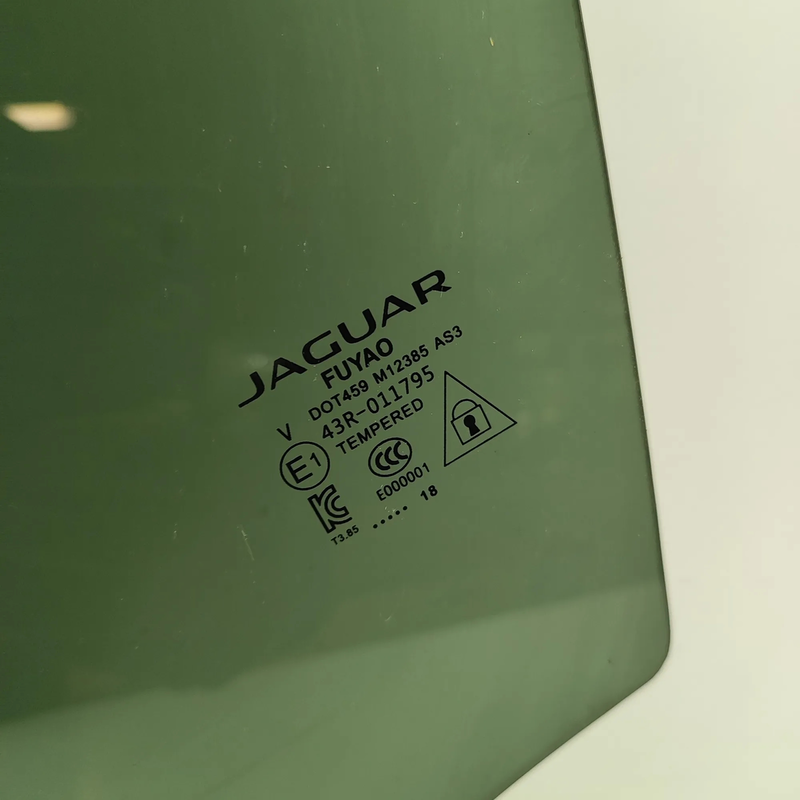 JAGUAR
FUYAO
DOT459 M12385 AS3
V 43R-011795
E1 TEMPERED
CCC
E000001
KC
T3.85
..... 18